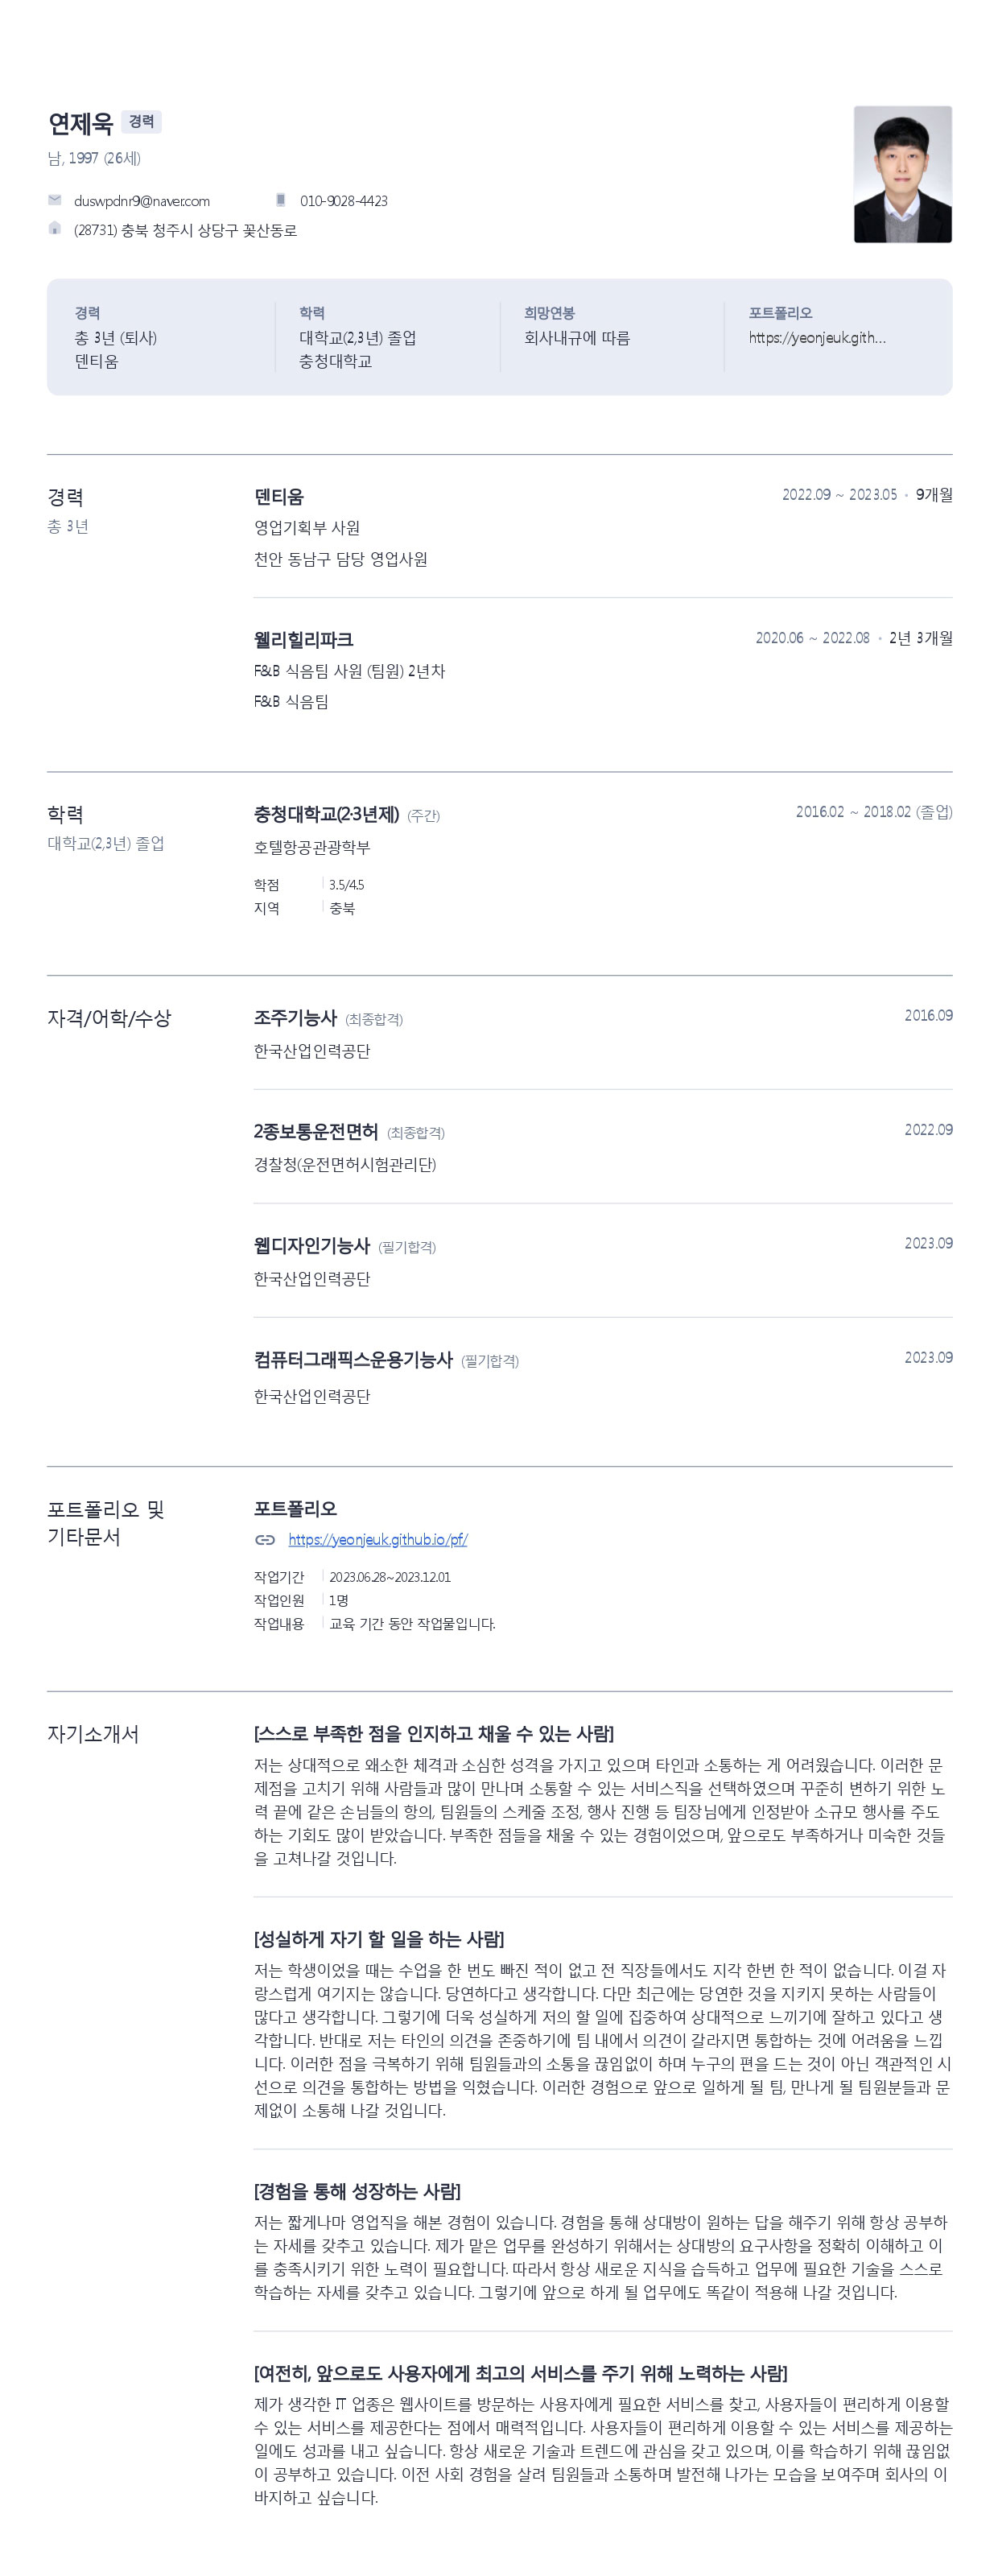 연제욱 경력
남, 1997 (26세)
duswpdnr9@naver.com 010-9028-4423
(28731) 충북 청주시 상당구 꽃산동로
경력 학력 희망연봉 포트폴리오
총 3년 (퇴사) 대학교(2,3년) 졸업 회사내규에 따름 https://yeonjeuk.gith...
덴티움 충청대학교
경력 덴티움 2022.09 ~ 2023.05 • 9개월
총 3년 영업기획부 사원
천안 동남구 담당 영업사원
웰리힐리파크 2020.06 ~ 2022.08 • 2년 3개월
F&B 식음팀 사원 (팀원) 2년차
F&B 식음팀
학력 충청대학교(2·3년제) (주간) 2016.02 ~ 2018.02 (졸업)
대학교(2,3년) 졸업 호텔항공관광학부
학점 3.5/4.5
지역 충북
자격/어학/수상 조주기능사 (최종합격) 2016.09
한국산업인력공단
2종보통운전면허 (최종합격) 2022.09
경찰청(운전면허시험관리단)
웹디자인기능사 (필기합격) 2023.09
한국산업인력공단
컴퓨터그래픽스운용기능사 (필기합격) 2023.09
한국산업인력공단
포트폴리오 및 포트폴리오
기타문서 https://yeonjeuk.github.io/pf/
작업기간 2023.06.28~2023.12.01
작업인원 1명
작업내용 교육 기간 동안 작업물입니다.
자기소개서 [스스로 부족한 점을 인지하고 채울 수 있는 사람]
저는 상대적으로 왜소한 체격과 소심한 성격을 가지고 있으며 타인과 소통하는 게 어려웠습니다. 이러한 문
제점을 고치기 위해 사람들과 많이 만나며 소통할 수 있는 서비스직을 선택하였으며 꾸준히 변하기 위한 노
력 끝에 같은 손님들의 항의, 팀원들의 스케줄 조정, 행사 진행 등 팀장님에게 인정받아 소규모 행사를 주도
하는 기회도 많이 받았습니다. 부족한 점들을 채울 수 있는 경험이었으며, 앞으로도 부족하거나 미숙한 것들
을 고쳐나갈 것입니다.
[성실하게 자기 할 일을 하는 사람]
저는 학생이었을 때는 수업을 한 번도 빠진 적이 없고 전 직장들에서도 지각 한번 한 적이 없습니다. 이걸 자
랑스럽게 여기지는 않습니다. 당연하다고 생각합니다. 다만 최근에는 당연한 것을 지키지 못하는 사람들이
많다고 생각합니다. 그렇기에 더욱 성실하게 저의 할 일에 집중하여 상대적으로 느끼기에 잘하고 있다고 생
각합니다. 반대로 저는 타인의 의견을 존중하기에 팀 내에서 의견이 갈라지면 통합하는 것에 어려움을 느낍
니다. 이러한 점을 극복하기 위해 팀원들과의 소통을 끊임없이 하며 누구의 편을 드는 것이 아닌 객관적인 시
선으로 의견을 통합하는 방법을 익혔습니다. 이러한 경험으로 앞으로 일하게 될 팀, 만나게 될 팀원분들과 문
제없이 소통해 나갈 것입니다.
[경험을 통해 성장하는 사람]
저는 짧게나마 영업직을 해본 경험이 있습니다. 경험을 통해 상대방이 원하는 답을 해주기 위해 항상 공부하
는 자세를 갖추고 있습니다. 제가 맡은 업무를 완성하기 위해서는 상대방의 요구사항을 정확히 이해하고 이
를 충족시키기 위한 노력이 필요합니다. 따라서 항상 새로운 지식을 습득하고 업무에 필요한 기술을 스스로
학습하는 자세를 갖추고 있습니다. 그렇기에 앞으로 하게 될 업무에도 똑같이 적용해 나갈 것입니다.
[여전히, 앞으로도 사용자에게 최고의 서비스를 주기 위해 노력하는 사람]
제가 생각한 IT 업종은 웹사이트를 방문하는 사용자에게 필요한 서비스를 찾고, 사용자들이 편리하게 이용할
수 있는 서비스를 제공한다는 점에서 매력적입니다. 사용자들이 편리하게 이용할 수 있는 서비스를 제공하는
일에도 성과를 내고 싶습니다. 항상 새로운 기술과 트렌드에 관심을 갖고 있으며, 이를 학습하기 위해 끊임없
이 공부하고 있습니다. 이전 사회 경험을 살려 팀원들과 소통하며 발전해 나가는 모습을 보여주며 회사의 이
바지하고 싶습니다.